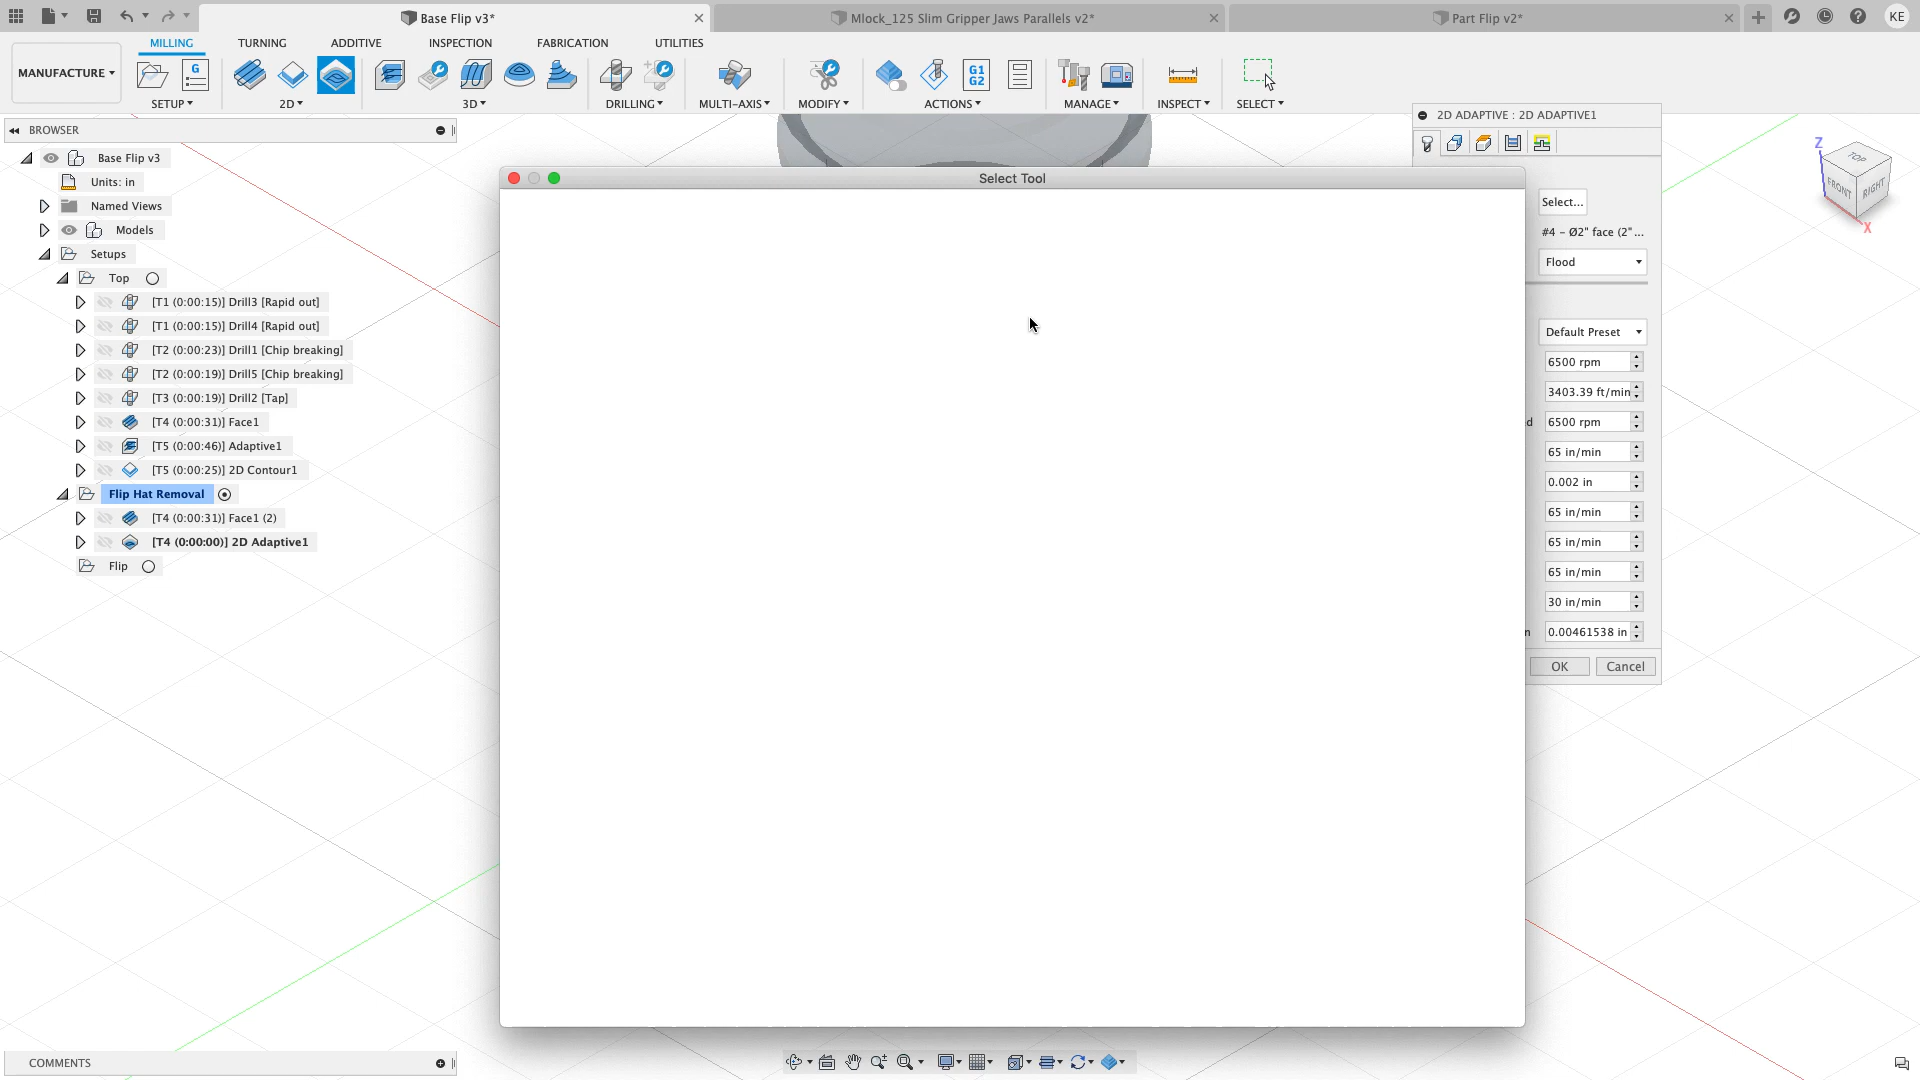 Base Flip v3*
Mlock_125 Slim Gripper Jaws Parallels v2*
Part Flip v2*
KE
MILLING
TURNING
ADDITIVE
INSPECTION
FABRICATION
UTILITIES
MANUFACTURE
G
G1
G2
SETUP
2D
3D
DRILLING
MULTI-AXIS
MODIFY
ACTIONS
MANAGE
INSPECT
SELECT
2D ADAPTIVE : 2D ADAPTIVE1
BROWSER
Base Flip v3
Units: in
Named Views
Models
Setups
Top
[T1 (0:00:15)] Drill3 [Rapid out]
[T1 (0:00:15)] Drill4 [Rapid out]
[T2 (0:00:23)] Drill1 [Chip breaking]
[T2 (0:00:19)] Drill5 [Chip breaking]
[T3 (0:00:19)] Drill2 [Tap]
[T4 (0:00:31)] Face1
[T5 (0:00:46)] Adaptive1
[T5 (0:00:25)] 2D Contour1
Flip Hat Removal
[T4 (0:00:31)] Face1 (2)
[T4 (0:00:00)] 2D Adaptive1
Flip
Select Tool
Select...
#4 - Ø2" face (2"...
Flood
Default Preset
6500 rpm
3403.39 ft/min
d 6500 rpm
65 in/min
0.002 in
65 in/min
65 in/min
65 in/min
30 in/min
n 0.00461538 in
OK
Cancel
Z
TOP
FRONT
RIGHT
X
COMMENTS